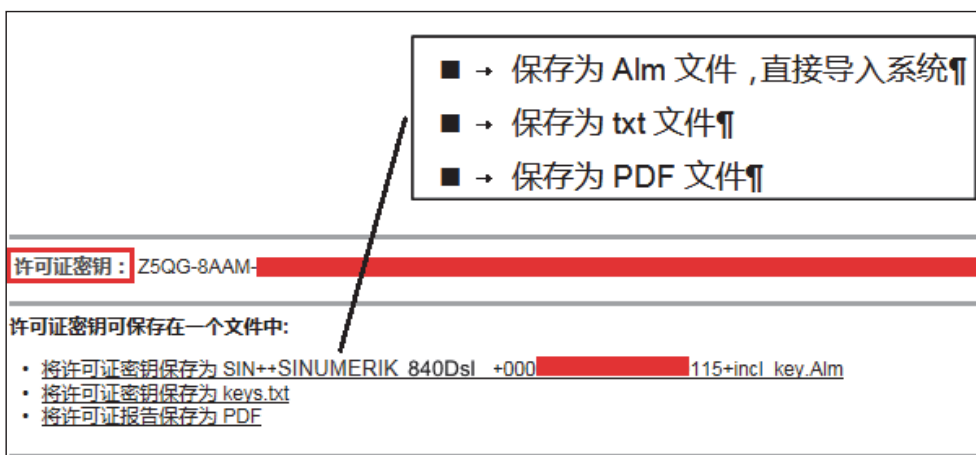 ■ → 保存为 Alm 文件 ,直接导入系统¶
■ → 保存为 txt 文件¶
■ → 保存为 PDF 文件¶
许可证密钥： Z5QG-8AAM-
许可证密钥可保存在一个文件中:
• 将许可证密钥保存为 SIN++SINUMERIK_840Dsl_+000 115+incl_key.Alm
• 将许可证密钥保存为 keys.txt
• 将许可证报告保存为 PDF